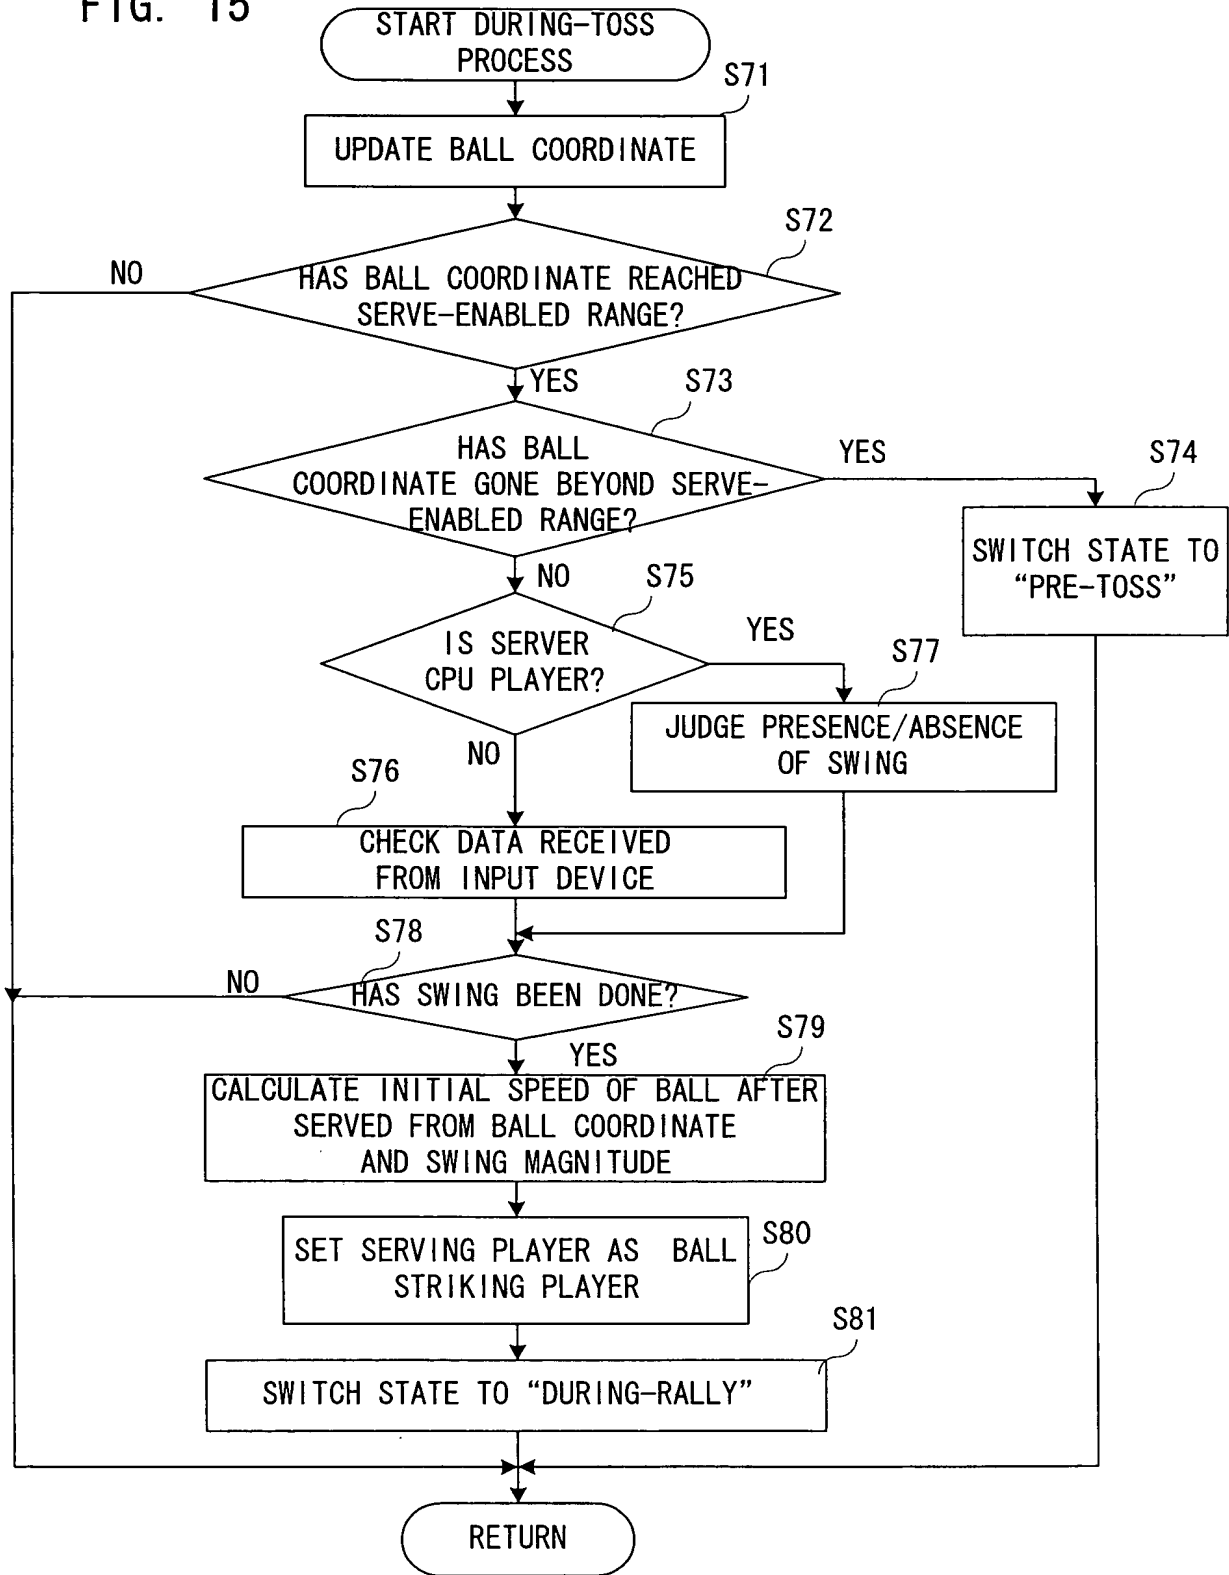 FIG. 15
START DURING-TOSS
PROCESS
S71
UPDATE BALL COORDINATE
S72
NO
HAS BALL COORDINATE REACHED
SERVE-ENABLED RANGE?
YES
S73
HAS BALL
COORDINATE GONE BEYOND SERVE-
ENABLED RANGE?
YES
S74
SWITCH STATE TO
“PRE-TOSS”
NO
S75
IS SERVER
CPU PLAYER?
YES
S77
JUDGE PRESENCE/ABSENCE
OF SWING
NO
S76
CHECK DATA RECEIVED
FROM INPUT DEVICE
S78
NO
HAS SWING BEEN DONE?
YES
S79
CALCULATE INITIAL SPEED OF BALL AFTER
SERVED FROM BALL COORDINATE
AND SWING MAGNITUDE
S80
SET SERVING PLAYER AS BALL
STRIKING PLAYER
S81
SWITCH STATE TO “DURING-RALLY”
RETURN